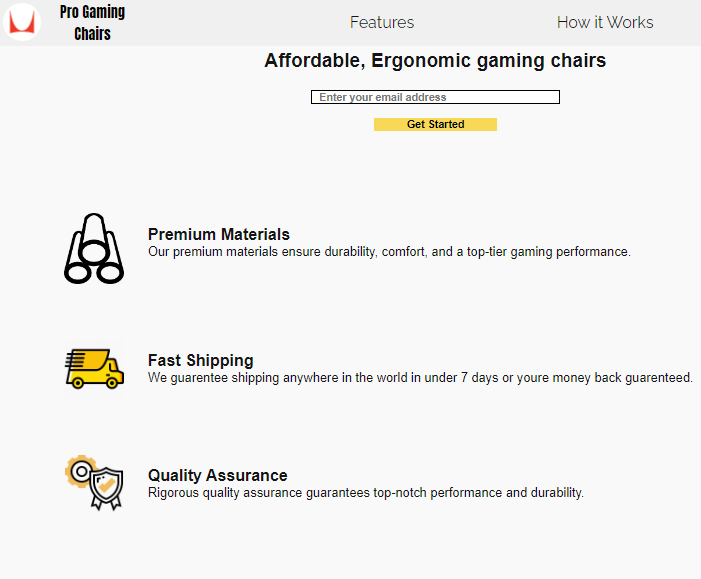 Pro Gaming
Chairs
Features
How it Works
Affordable, Ergonomic gaming chairs
Enter your email address
Get Started
Premium Materials
Our premium materials ensure durability, comfort, and a top-tier gaming performance.
Fast Shipping
We guarentee shipping anywhere in the world in under 7 days or youre money back guarenteed.
Quality Assurance
Rigorous quality assurance guarantees top-notch performance and durability.